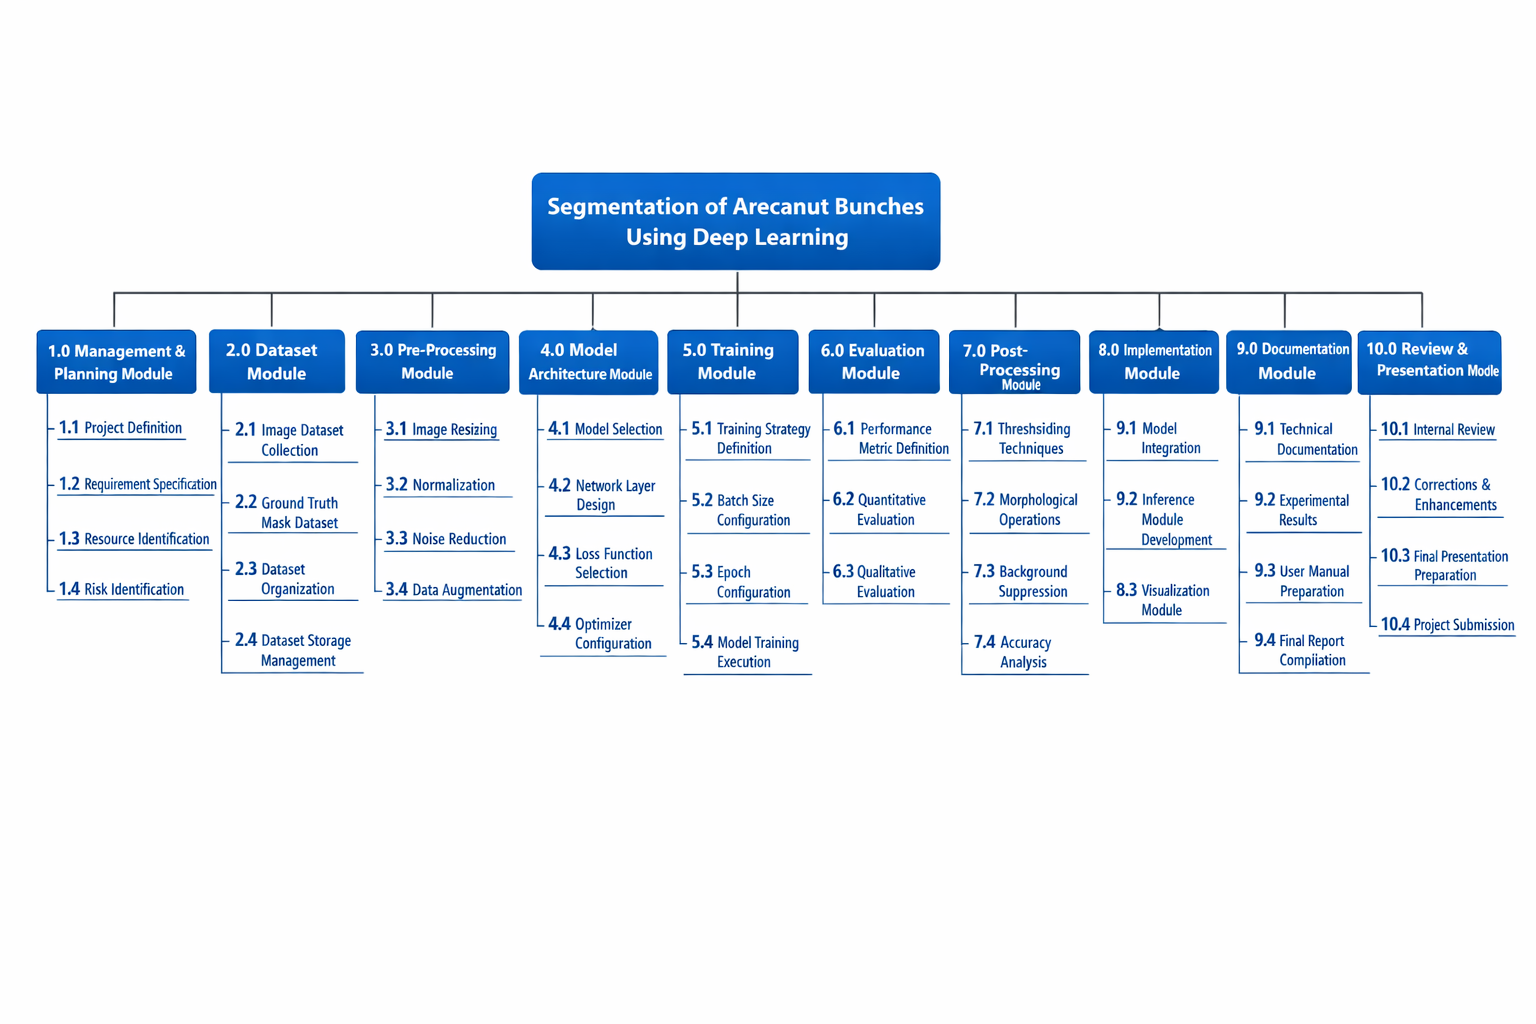 Segmentation of Arecanut Bunches
Using Deep Learning
1.0 Management &
Planning Module
1.1 Project Definition
1.2 Requirement Specification
1.3 Resource Identification
1.4 Risk Identification
2.0 Dataset
Module
2.1 Image Dataset
Collection
2.2 Ground Truth
Mask Dataset
2.3 Dataset
Organization
2.4 Dataset Storage
Management
3.0 Pre-Processing
Module
3.1 Image Resizing
3.2 Normalization
3.3 Noise Reduction
3.4 Data Augmentation
4.0 Model
Architecture Module
4.1 Model Selection
4.2 Network Layer
Design
4.3 Loss Function
Selection
4.4 Optimizer
Configuration
5.0 Training
Module
5.1 Training Strategy
Definition
5.2 Batch Size
Configuration
5.3 Epoch
Configuration
5.4 Model Training
Execution
6.0 Evaluation
Module
6.1 Performance
Metric Definition
6.2 Quantitative
Evaluation
6.3 Qualitative
Evaluation
7.0 Post-
Processing
Module
7.1 Threshsiding
Techniques
7.2 Morphological
Operations
7.3 Background
Suppression
7.4 Accuracy
Analysis
8.0 Implementation
Module
9.1 Model
Integration
9.2 Inference
Module
Development
8.3 Visualization
Module
9.0 Documentation
Module
9.1 Technical
Documentation
9.2 Experimental
Results
9.3 User Manual
Preparation
9.4 Final Report
Compiiation
10.0 Review &
Presentation Modle
10.1 Internal Review
10.2 Corrections &
Enhancements
10.3 Final Presentation
Preparation
10.4 Project Submission